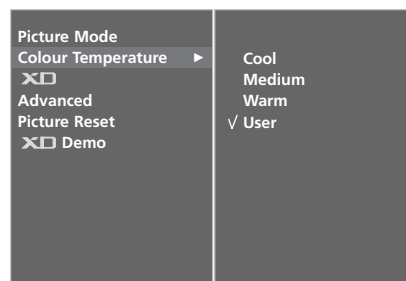 Picture Mode
Colour Temperature ►
XD
Advanced
Picture Reset
XD Demo
Cool
Medium
Warm
√ User